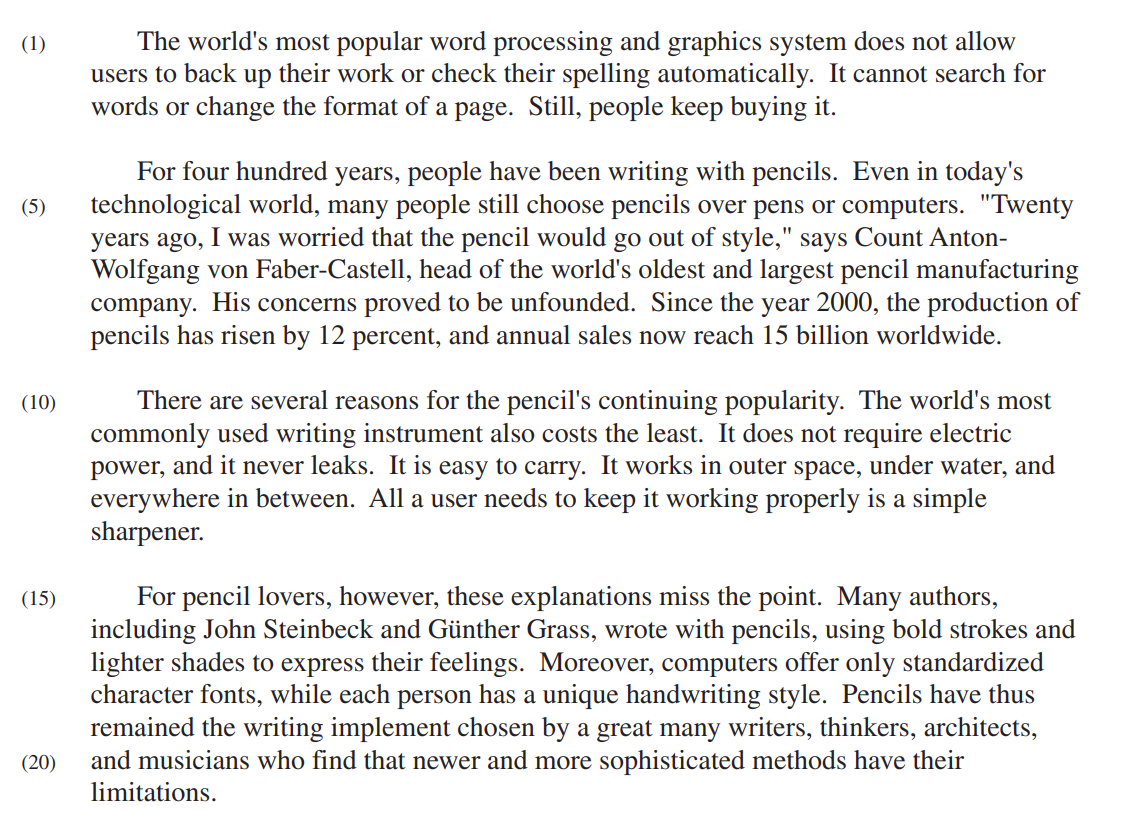 (1) The world's most popular word processing and graphics system does not allow
users to back up their work or check their spelling automatically. It cannot search for
words or change the format of a page. Still, people keep buying it.
For four hundred years, people have been writing with pencils. Even in today's
(5) technological world, many people still choose pencils over pens or computers. "Twenty
years ago, I was worried that the pencil would go out of style," says Count Anton-
Wolfgang von Faber-Castell, head of the world's oldest and largest pencil manufacturing
company. His concerns proved to be unfounded. Since the year 2000, the production of
pencils has risen by 12 percent, and annual sales now reach 15 billion worldwide.
(10) There are several reasons for the pencil's continuing popularity. The world's most
commonly used writing instrument also costs the least. It does not require electric
power, and it never leaks. It is easy to carry. It works in outer space, under water, and
everywhere in between. All a user needs to keep it working properly is a simple
sharpener.
(15) For pencil lovers, however, these explanations miss the point. Many authors,
including John Steinbeck and Günther Grass, wrote with pencils, using bold strokes and
lighter shades to express their feelings. Moreover, computers offer only standardized
character fonts, while each person has a unique handwriting style. Pencils have thus
remained the writing implement chosen by a great many writers, thinkers, architects,
(20) and musicians who find that newer and more sophisticated methods have their
limitations.